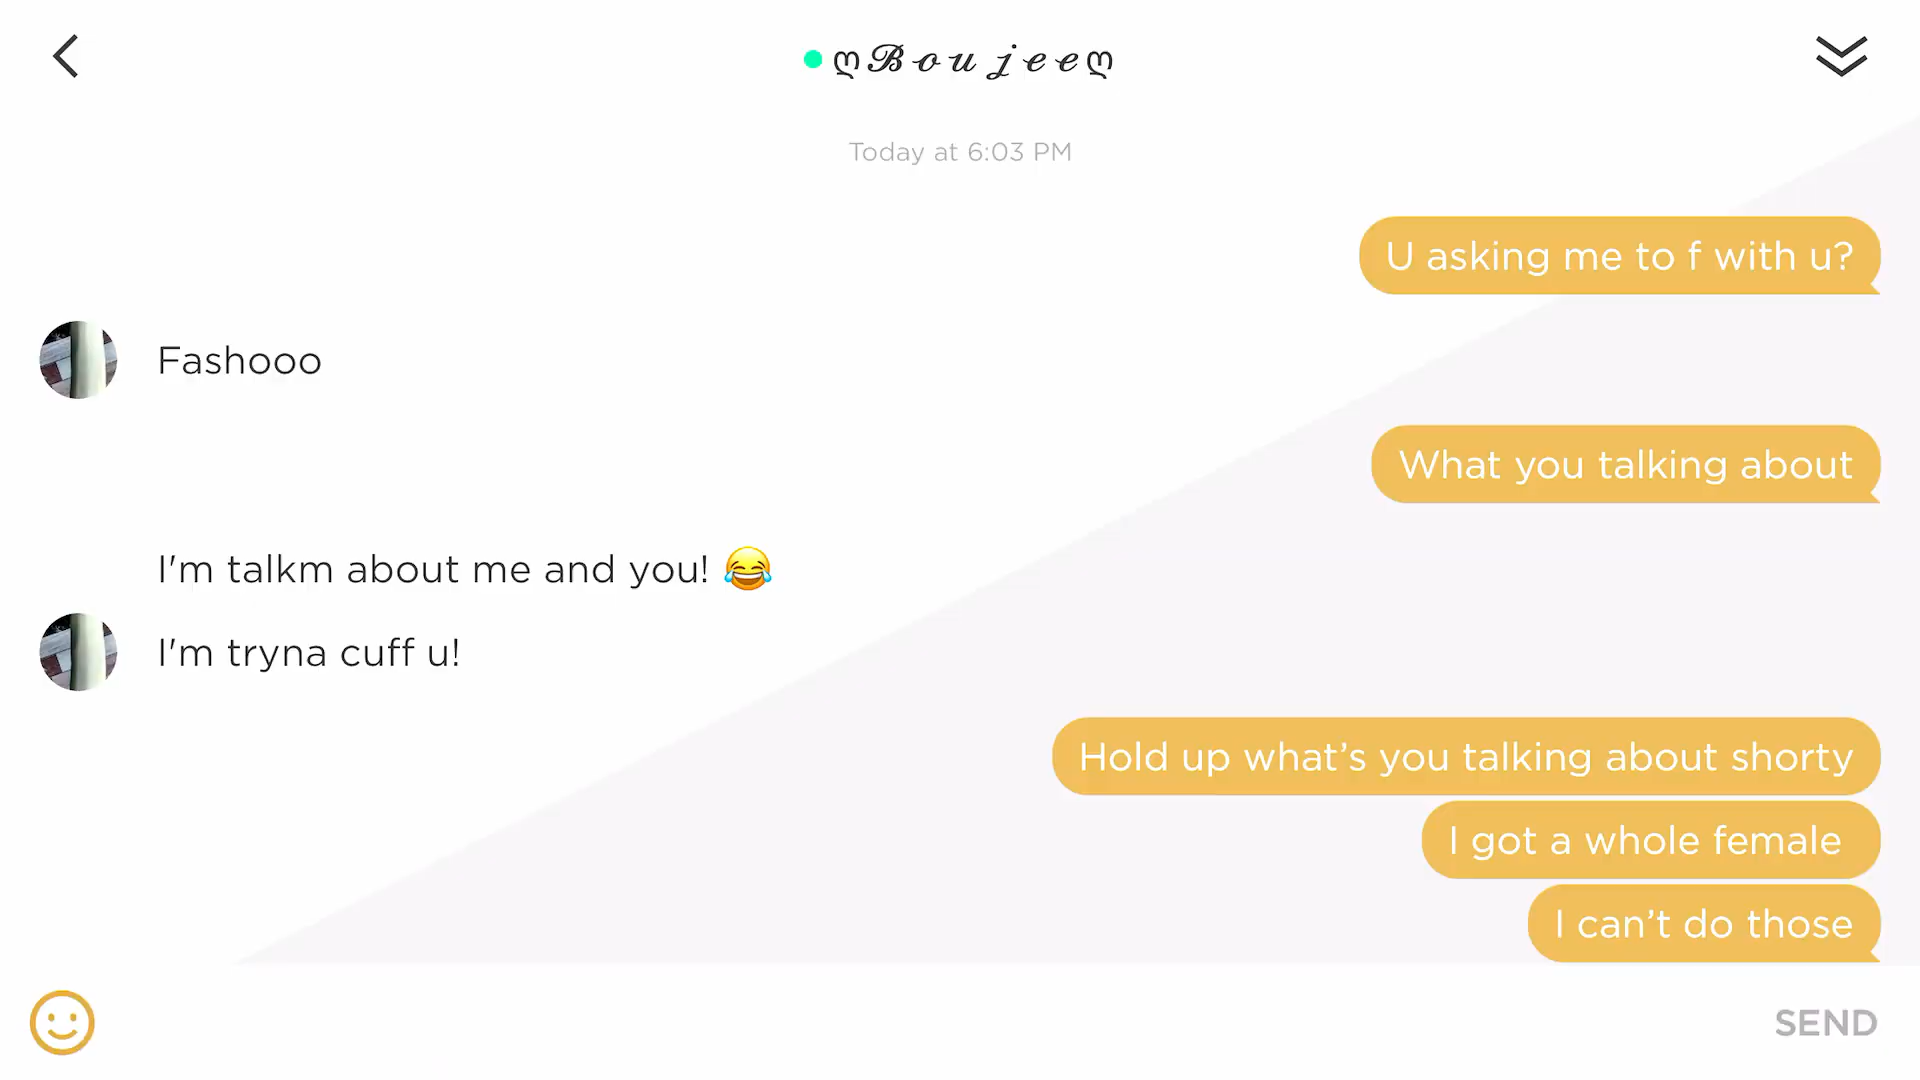 ღ𝓑𝓸𝓾𝓳𝓮𝓮ღ
Today at 6:03 PM
U asking me to f with u?
Fashooo
What you talking about
I'm talkm about me and you! 😂
I'm tryna cuff u!
Hold up what’s you talking about shorty
I got a whole female
I can’t do those
SEND